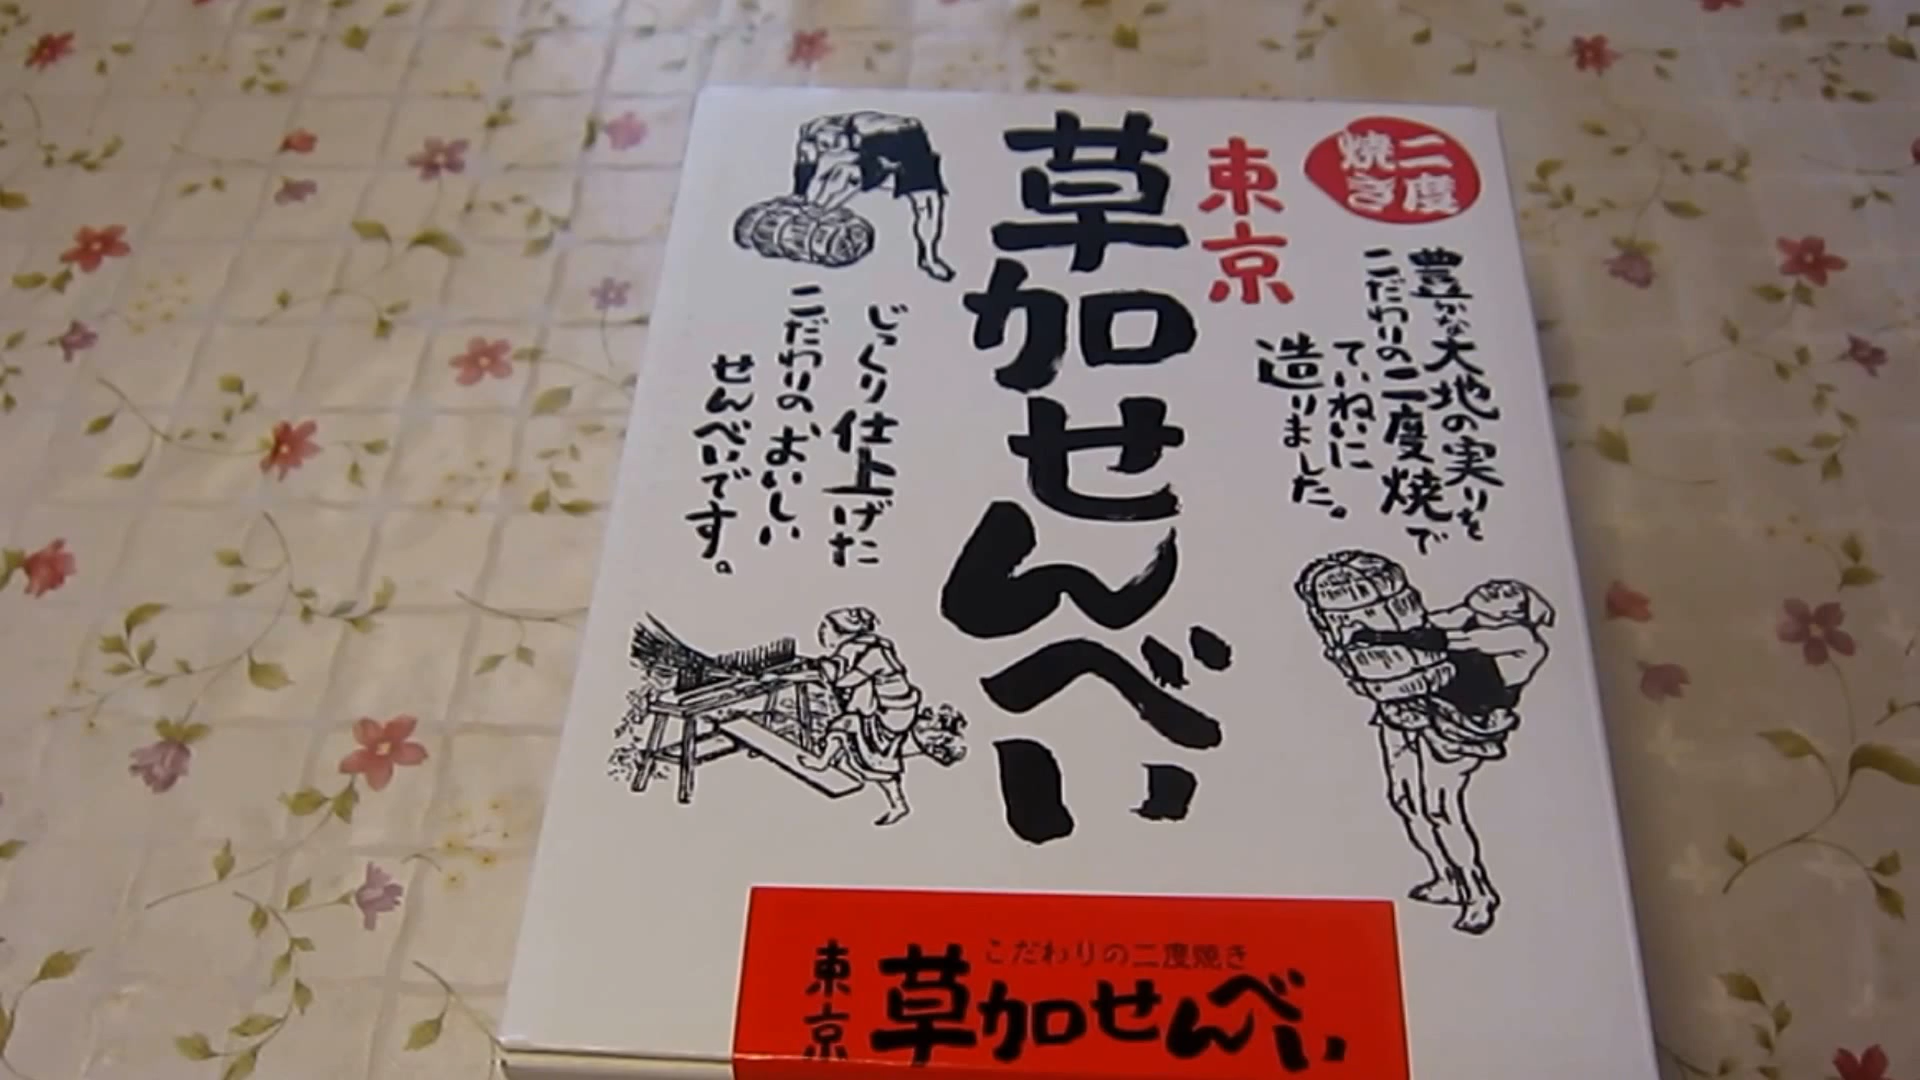 二度
焼き
東京
草加せんべい
豊かな大地の実りを
こだわりの二度焼で
ていねいに
造りました。
じっくり仕上げた
こだわりの、おいしい
せんべいです。
こだわりの二度焼き
東京
草加せんべい